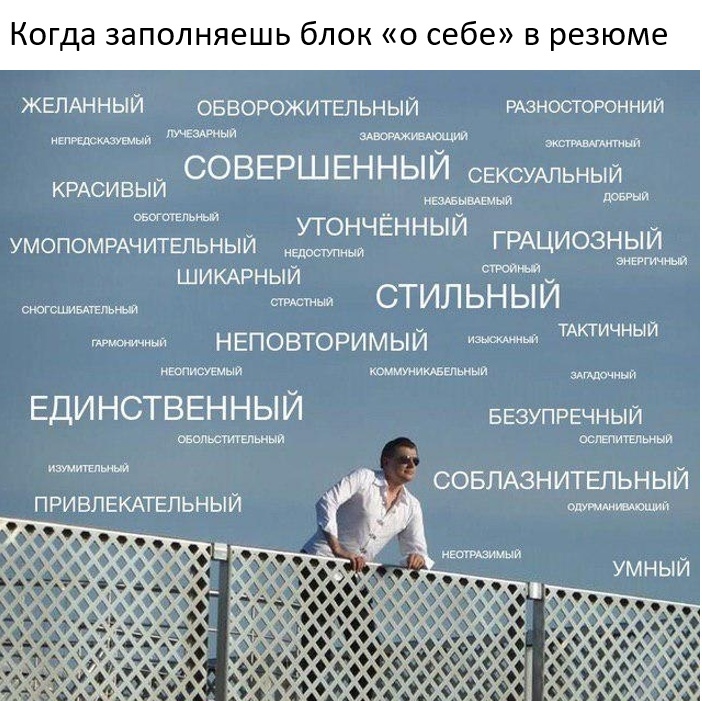 Когда заполняешь блок «о себе» в резюме
ЖЕЛАННЫЙ ОБВОРОЖИТЕЛЬНЫЙ РАЗНОСТОРОННИЙ
НЕПРЕДСКАЗУЕМЫЙ ЛУЧЕЗАРНЫЙ ЗАВОРАЖИВАЮЩИЙ ЭКСТРАВАГАНТНЫЙ
СОВЕРШЕННЫЙ СЕКСУАЛЬНЫЙ
КРАСИВЫЙ НЕЗАБЫВАЕМЫЙ ДОБРЫЙ
ОБОГОТЕЛЬНЫЙ УТОНЧЁННЫЙ ГРАЦИОЗНЫЙ
УМОПОМРАЧИТЕЛЬНЫЙ НЕДОСТУПНЫЙ ЭНЕРГИЧНЫЙ
ШИКАРНЫЙ СТРОЙНЫЙ
СНОГСШИБАТЕЛЬНЫЙ СТРАСТНЫЙ СТИЛЬНЫЙ
ГАРМОНИЧНЫЙ НЕПОВТОРИМЫЙ ИЗЫСКАННЫЙ ТАКТИЧНЫЙ
НЕОПИСУЕМЫЙ КОММУНИКАБЕЛЬНЫЙ ЗАГАДОЧНЫЙ
ЕДИНСТВЕННЫЙ БЕЗУПРЕЧНЫЙ
ОБОЛЬСТИТЕЛЬНЫЙ ОСЛЕПИТЕЛЬНЫЙ
ИЗУМИТЕЛЬНЫЙ СОБЛАЗНИТЕЛЬНЫЙ
ПРИВЛЕКАТЕЛЬНЫЙ ОДУРМАНИВАЮЩИЙ
НЕОТРАЗИМЫЙ УМНЫЙ